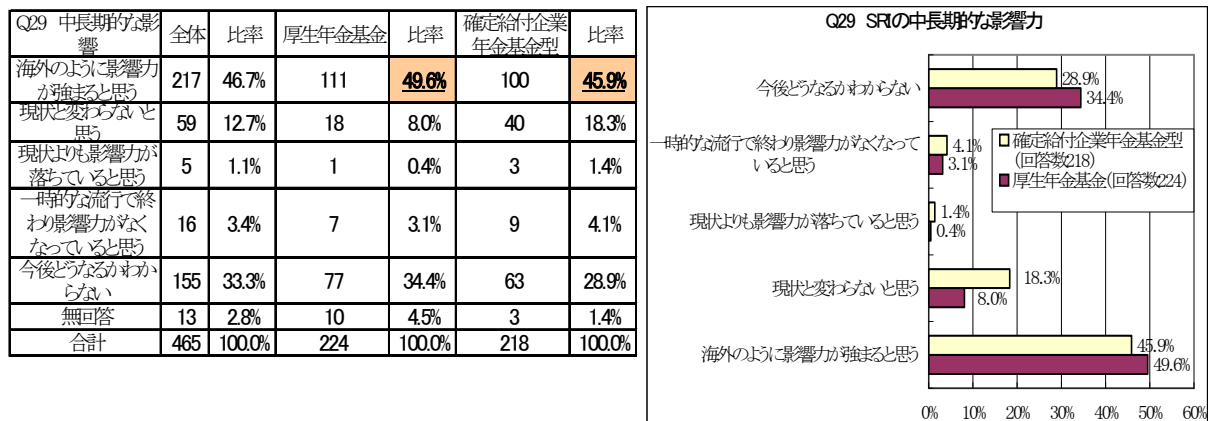 Q29 中長期的な影
響
全体 比率 厚生年金基金 比率 確定給付企業
年金基金型 比率
海外のように影響力
が強まると思う
217 46.7% 111 49.6% 100 45.9%
現状と変わらないと
思う
59 12.7% 18 8.0% 40 18.3%
現状よりも影響力が
落ちていると思う
5 1.1% 1 0.4% 3 1.4%
一時的な流行で終
わり影響力がなく
なっていると思う
16 3.4% 7 3.1% 9 4.1%
今後どうなるかわか
らない
155 33.3% 77 34.4% 63 28.9%
無回答 13 2.8% 10 4.5% 3 1.4%
合計 465 100.0% 224 100.0% 218 100.0%
Q29 SRIの中長期的な影響力
今後どうなるかわからない
28.9%
34.4%
一時的な流行で終わり影響力がなくなって
いると思う
4.1%
3.1%
現状よりも影響力が落ちていると思う
1.4%
0.4%
現状と変わらないと思う
18.3%
8.0%
海外のように影響力が強まると思う
45.9%
49.6%
確定給付企業年金基金型
(回答数218)
厚生年金基金(回答数224)
0% 10% 20% 30% 40% 50% 60%